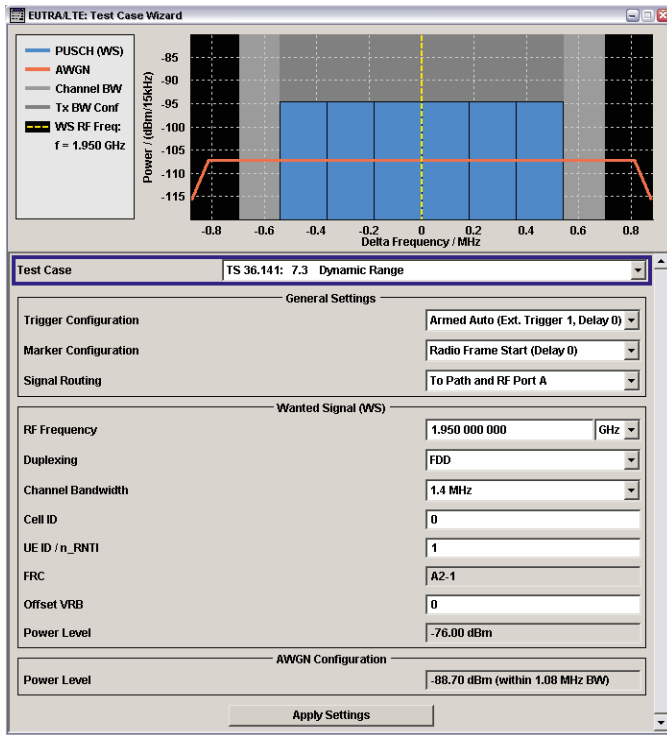 EUTRA/LTE: Test Case Wizard
PUSCH (WS)
AWGN
Channel BW
Tx BW Conf
WS RF Freq:
f = 1.950 GHz
Power / (dBm/15kHz)
-85
-90
-95
-100
-105
-110
-115
-0.8 -0.6 -0.4 -0.2 0 0.2 0.4 0.6 0.8
Delta Frequency / MHz
Test Case TS 36.141: 7.3 Dynamic Range
General Settings
Trigger Configuration Armed Auto (Ext. Trigger 1, Delay 0)
Marker Configuration Radio Frame Start (Delay 0)
Signal Routing To Path and RF Port A
Wanted Signal (WS)
RF Frequency 1.950 000 000 GHz
Duplexing FDD
Channel Bandwidth 1.4 MHz
Cell ID 0
UE ID / n_RNTI 1
FRC A2-1
Offset VRB 0
Power Level -76.00 dBm
AWGN Configuration
Power Level -88.70 dBm (within 1.08 MHz BW)
Apply Settings